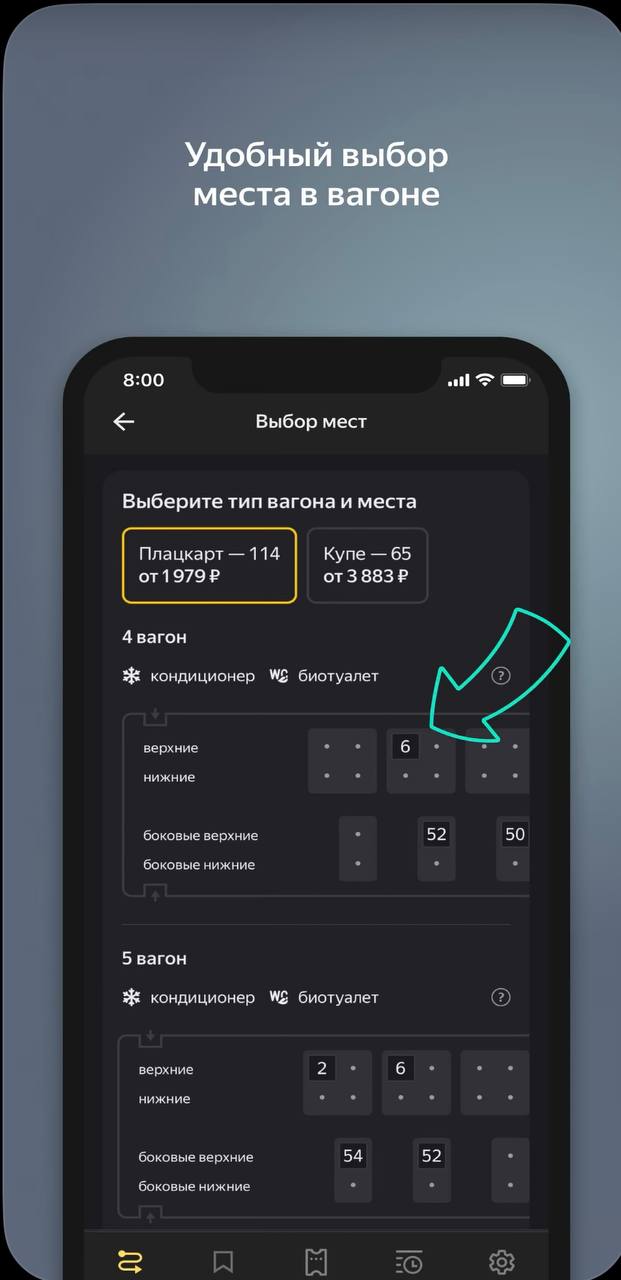 Удобный выбор
места в вагоне
8:00
Выбор мест
Выберите тип вагона и места
Плацкарт — 114
от 1 979 ₽
Купе — 65
от 3 883 ₽
4 вагон
кондиционер WC биотуалет ?
верхние 6
нижние
боковые верхние 52 50
боковые нижние
5 вагон
кондиционер WC биотуалет ?
верхние 2 6
нижние
боковые верхние 54 52
боковые нижние